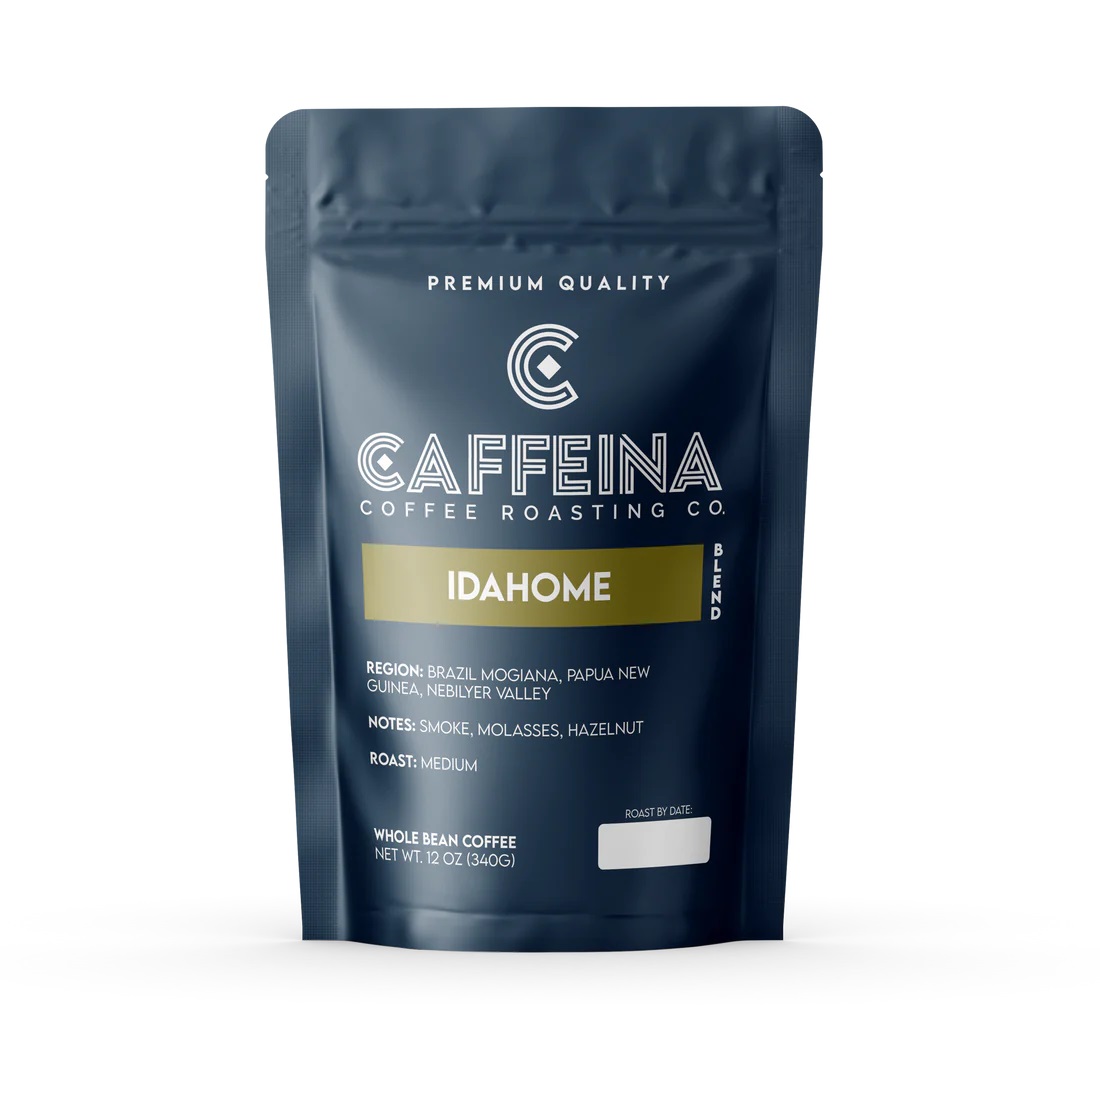 PREMIUM QUALITY
C
CAFFEINA
COFFEE ROASTING CO.
IDAHOME
BLEND
REGION: BRAZIL MOGIANA, PAPUA NEW
GUINEA, NEBILYER VALLEY
NOTES: SMOKE, MOLASSES, HAZELNUT
ROAST: MEDIUM
ROAST BY DATE:
WHOLE BEAN COFFEE
NET WT. 12 OZ (340G)